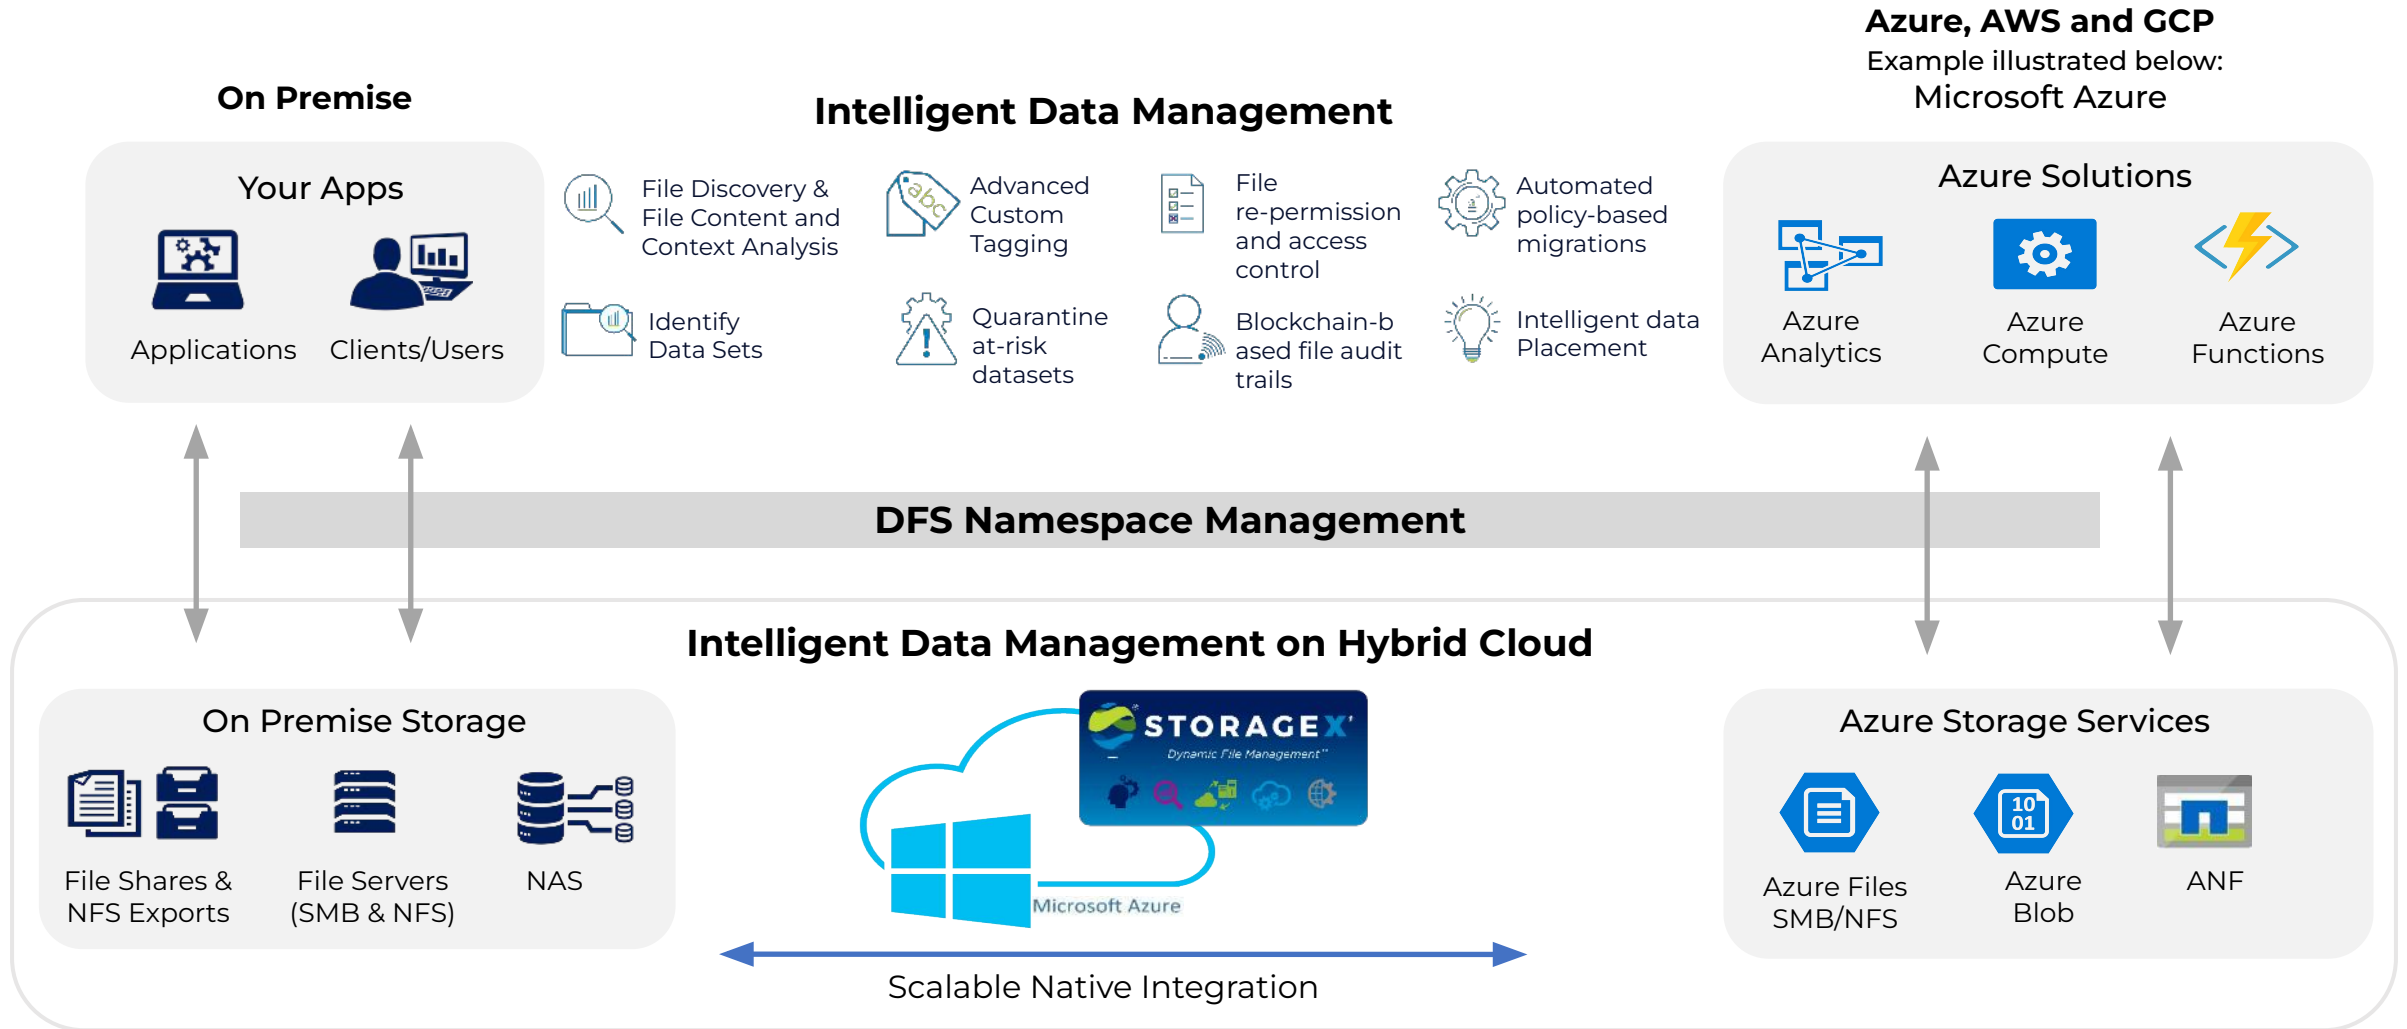 Azure, AWS and GCP
Example illustrated below:
Microsoft Azure
On Premise
Intelligent Data Management
Your Apps
Applications
Clients/Users
File Discovery &
File Content and
Context Analysis
Advanced
Custom
Tagging
abc
File
re-permission
and access
control
Automated
policy-based
migrations
Identify
Data Sets
Quarantine
at-risk
datasets
Blockchain-b
ased file audit
trails
Intelligent data
Placement
Azure Solutions
Azure
Analytics
Azure
Compute
Azure
Functions
DFS Namespace Management
Intelligent Data Management on Hybrid Cloud
On Premise Storage
File Shares &
NFS Exports
File Servers
(SMB & NFS)
NAS
STORAGEX
Dynamic File Management™
Microsoft Azure
Scalable Native Integration
Azure Storage Services
10
01
Azure Files
SMB/NFS
Azure
Blob
ANF